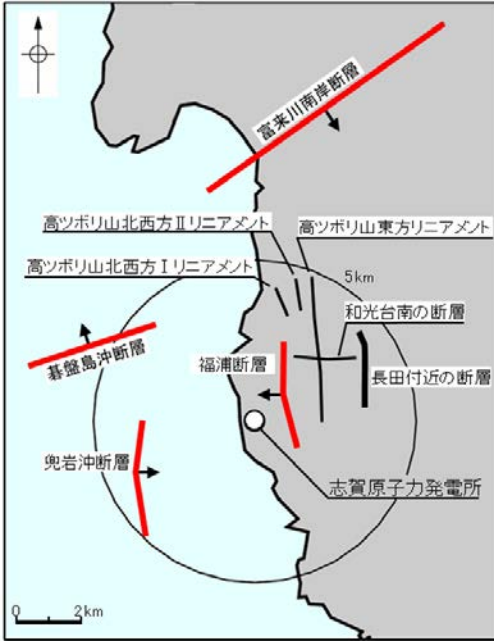 富来川南岸断層
高ツボリ山北西方Ⅱリニアメント
高ツボリ山東方リニアメント
高ツボリ山北西方Ⅰリニアメント
5km
和光台南の断層
碁盤島沖断層
福浦断層
長田付近の断層
兜岩沖断層
志賀原子力発電所
0 2km